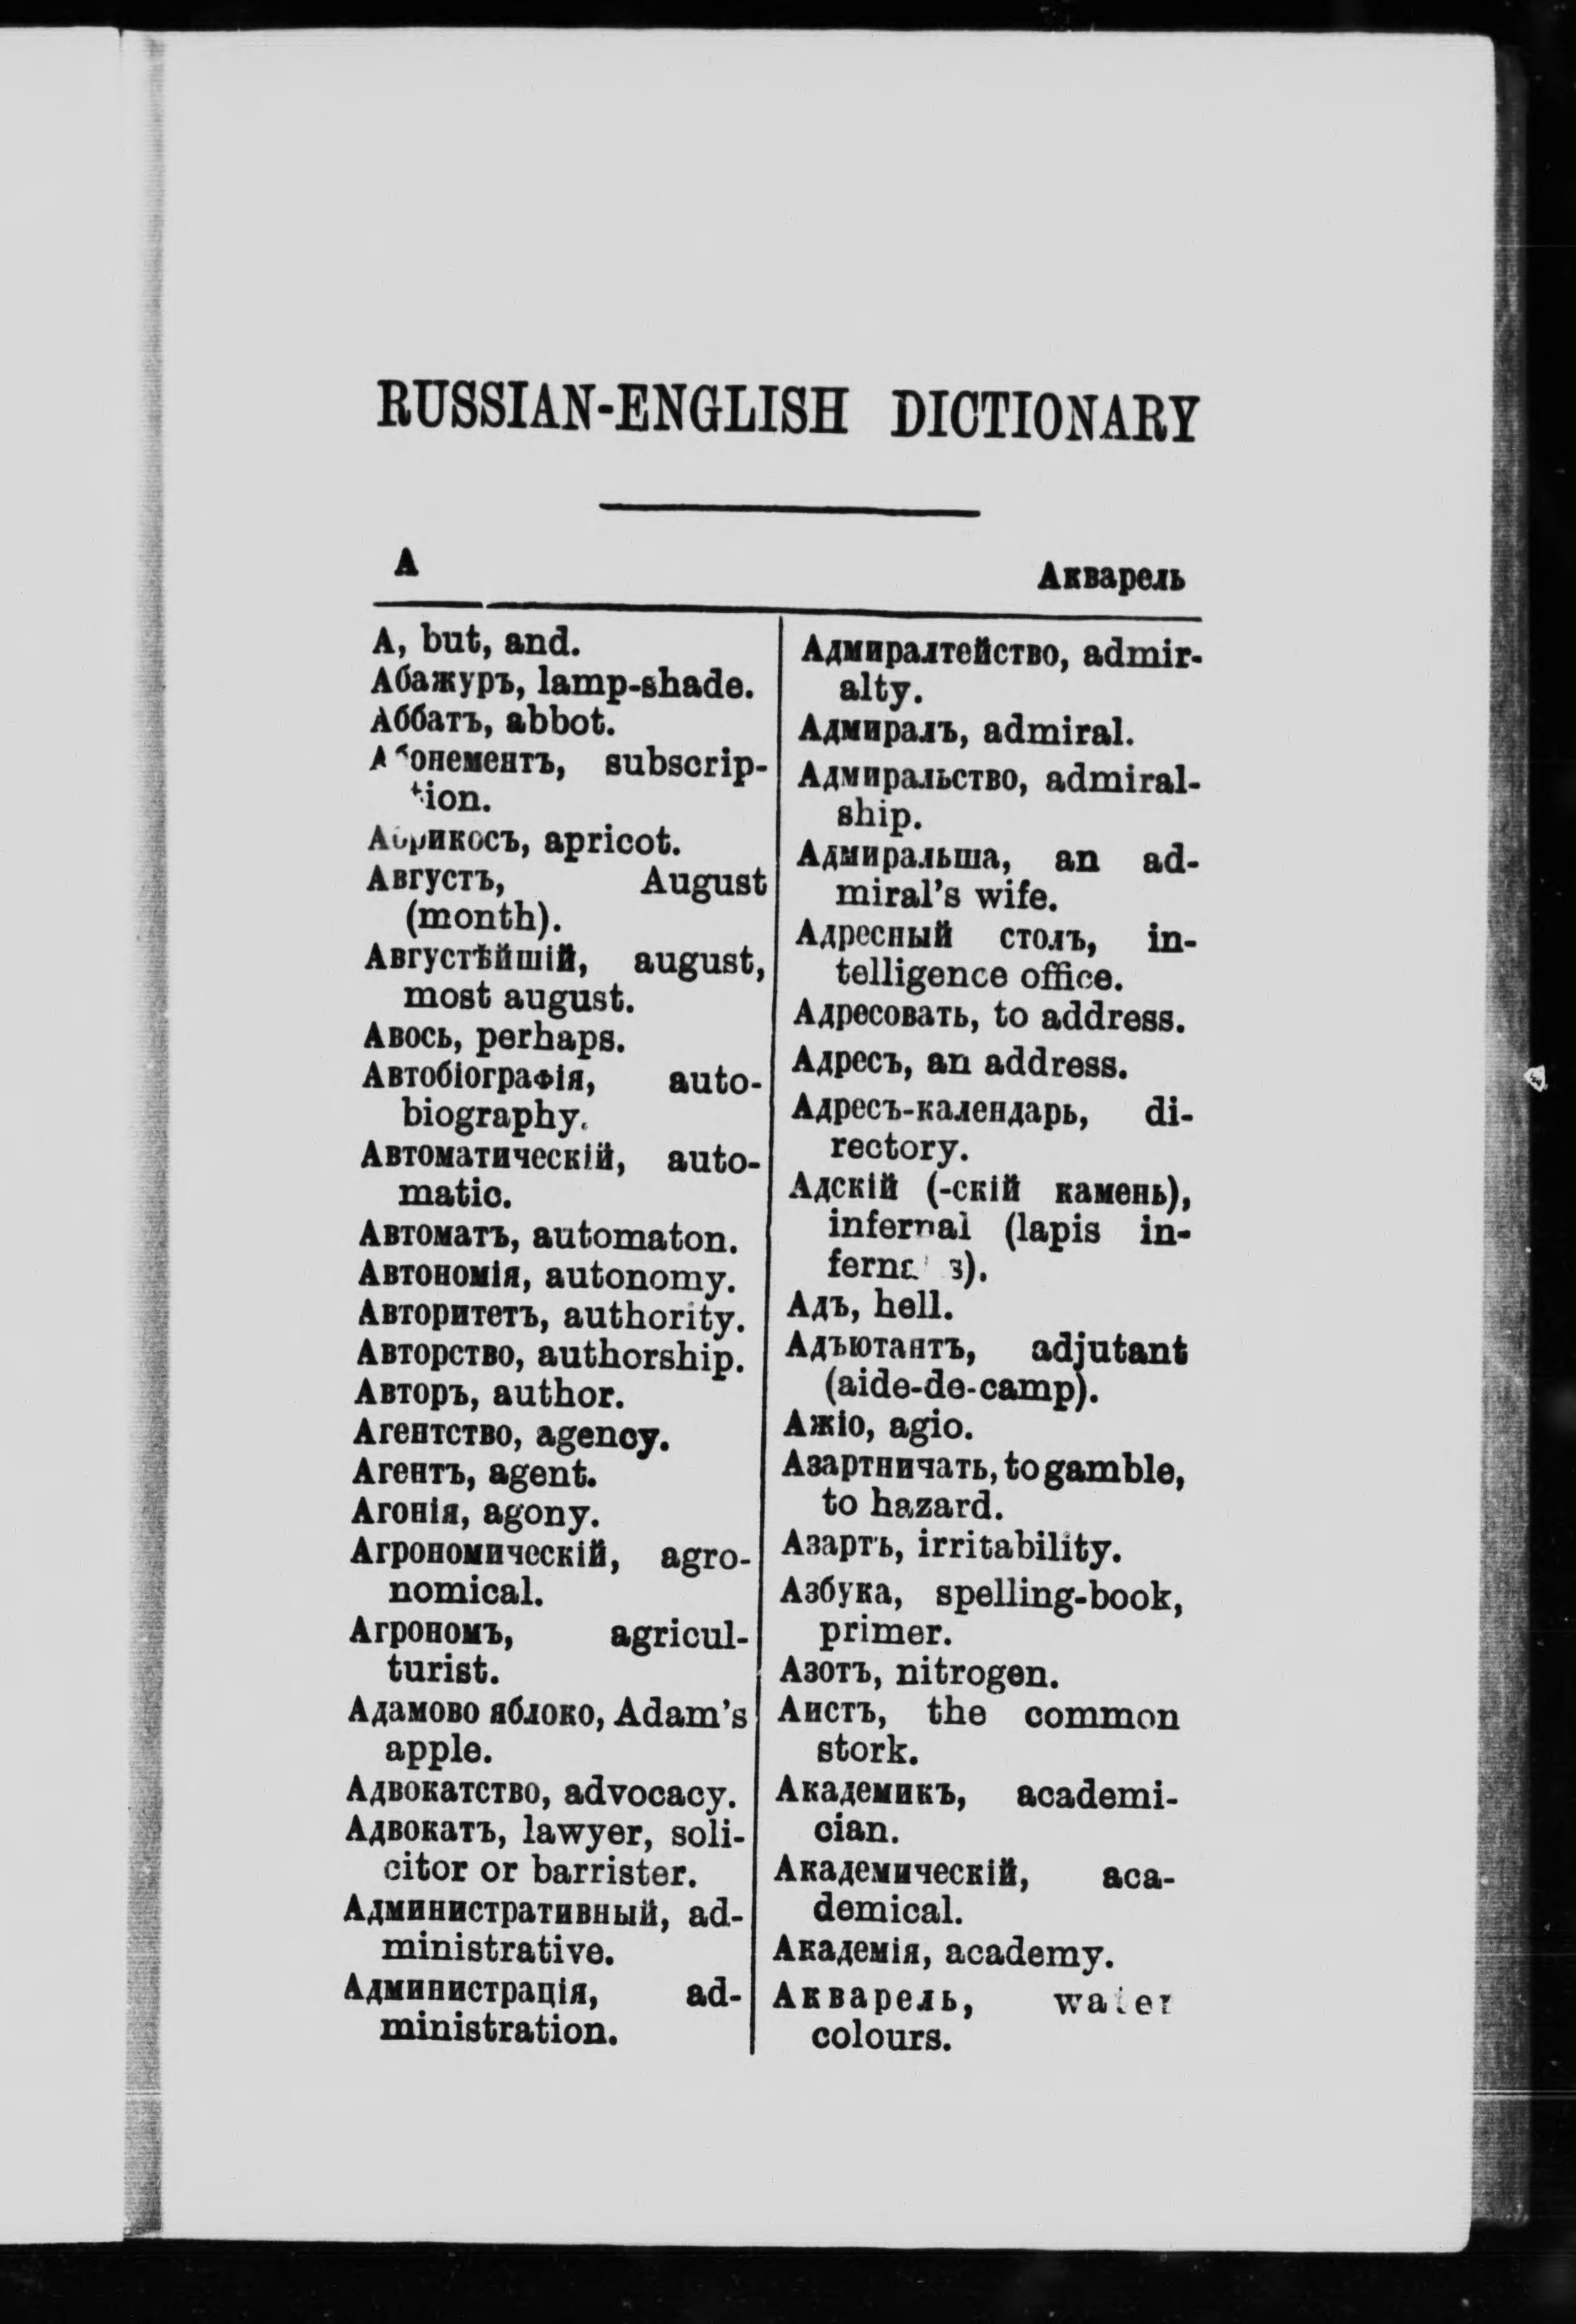 RUSSIAN-ENGLISH DICTIONARY
А
Акварель
А, but, and.
Абажуръ, lamp-shade.
Аббатъ, abbot.
Абонементъ, subscrip-
tion.
Абрикосъ, apricot.
Августъ, August
(month).
Августѣйшій, august,
most august.
Авось, perhaps.
Автобіографія, auto-
biography.
Автоматическій, auto-
matic.
Автоматъ, automaton.
Автономія, autonomy.
Авторитетъ, authority.
Авторство, authorship.
Авторъ, author.
Агентство, agency.
Агентъ, agent.
Агонія, agony.
Агрономическій, agro-
nomical.
Агрономъ, agricul-
turist.
Адамово яблоко, Adam's
apple.
Адвокатство, advocacy.
Адвокатъ, lawyer, soli-
citor or barrister.
Административный, ad-
ministrative.
Администрація, ad-
ministration.
Адмиралтейство, admir-
alty.
Адмиралъ, admiral.
Адмиральство, admiral-
ship.
Адмиральша, an ad-
miral's wife.
Адресный столъ, in-
telligence office.
Адресовать, to address.
Адресъ, an address.
Адресъ-календарь, di-
rectory.
Адскій (-скій камень),
infernal (lapis in-
fernalis).
Адъ, hell.
Адъютантъ, adjutant
(aide-de-camp).
Ажіо, agio.
Азартничать, to gamble,
to hazard.
Азартъ, irritability.
Азбука, spelling-book,
primer.
Азотъ, nitrogen.
Аистъ, the common
stork.
Академикъ, academi-
cian.
Академическій, aca-
demical.
Академія, academy.
Акварель, water
colours.